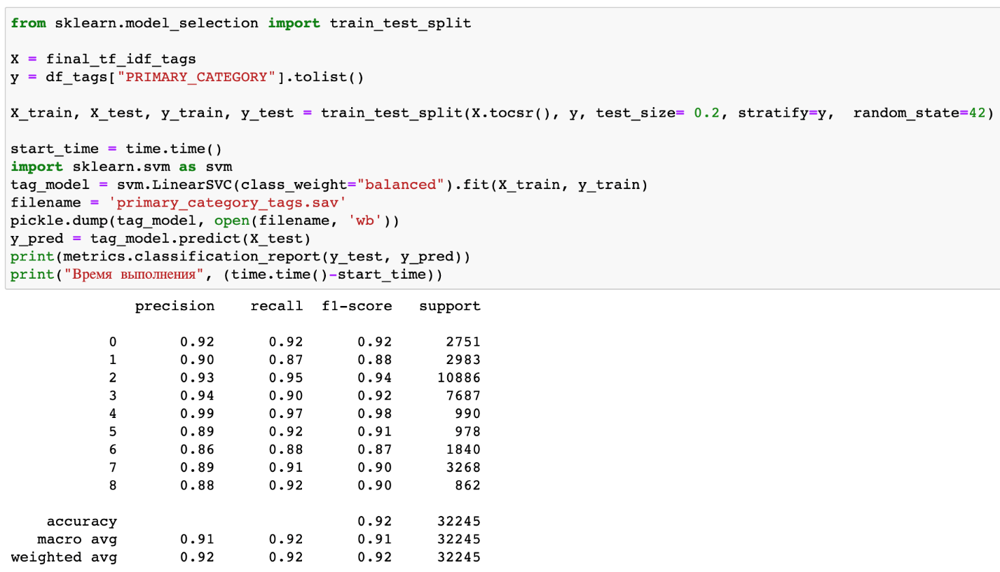 from sklearn.model_selection import train_test_split
X = final_tf_idf_tags
y = df_tags["PRIMARY_CATEGORY"].tolist()
X_train, X_test, y_train, y_test = train_test_split(X.tocsr(), y, test_size= 0.2, stratify=y,  random_state=42)
start_time = time.time()
import sklearn.svm as svm
tag_model = svm.LinearSVC(class_weight="balanced").fit(X_train, y_train)
filename = 'primary_category_tags.sav'
pickle.dump(tag_model, open(filename, 'wb'))
y_pred = tag_model.predict(X_test)
print(metrics.classification_report(y_test, y_pred))
print("Время выполнения", (time.time()-start_time))
precision recall f1-score support
0 0.92 0.92 0.92 2751
1 0.90 0.87 0.88 2983
2 0.93 0.95 0.94 10886
3 0.94 0.90 0.92 7687
4 0.99 0.97 0.98 990
5 0.89 0.92 0.91 978
6 0.86 0.88 0.87 1840
7 0.89 0.91 0.90 3268
8 0.88 0.92 0.90 862
accuracy 0.92 32245
macro avg 0.91 0.92 0.91 32245
weighted avg 0.92 0.92 0.92 32245